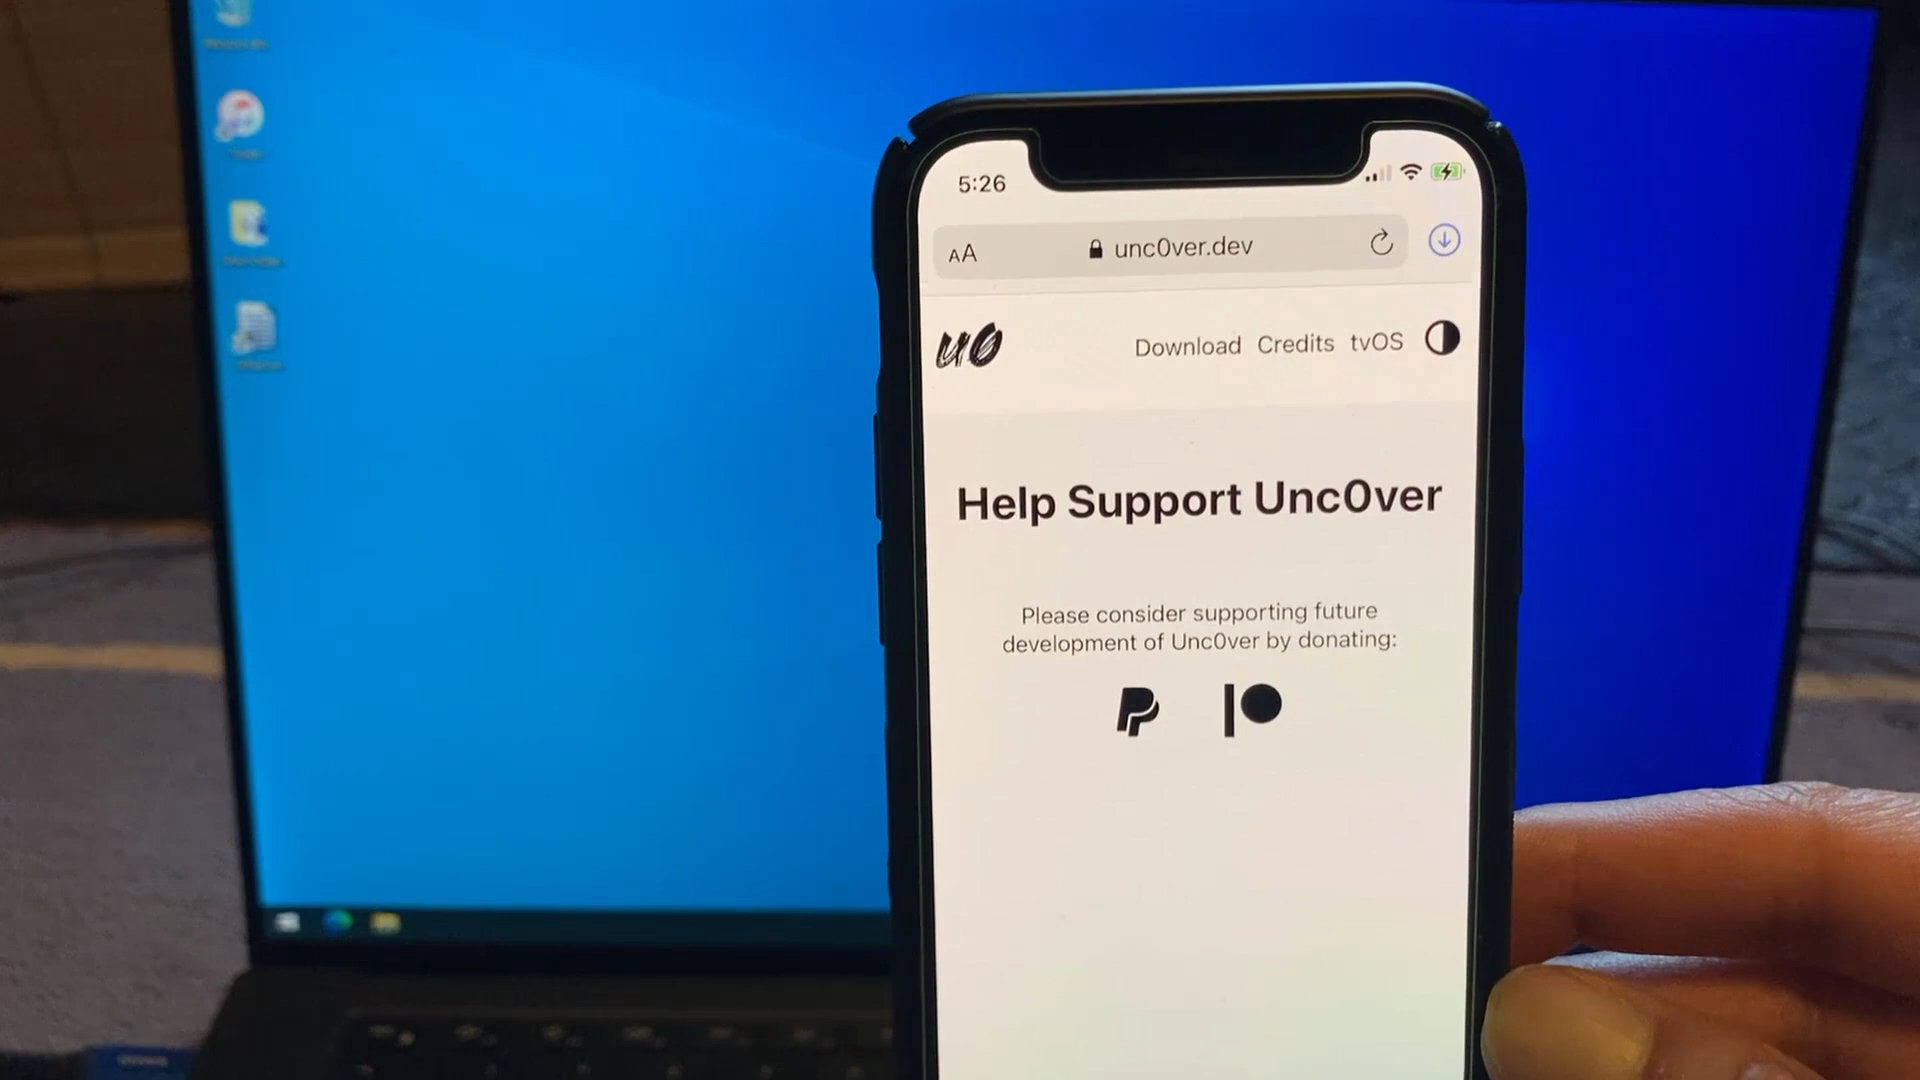 5:26
AA unc0ver.dev
u0 Download Credits tvOS
Help Support Unc0ver
Please consider supporting future
development of Unc0ver by donating: